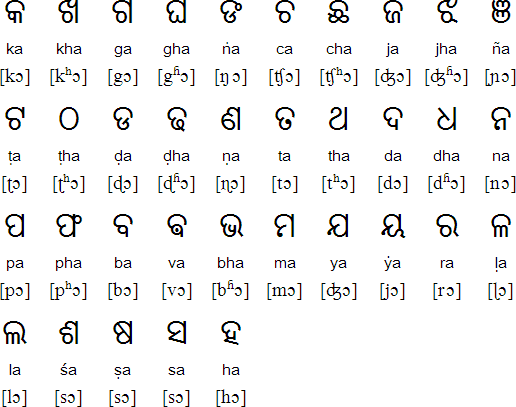 କ ଖ ଗ ଘ ଙ ଚ ଛ ଜ ଝ ଞ
ka kha ga gha ṅa ca cha ja jha ña
[kɔ] [kʰɔ] [gɔ] [gɦɔ] [ŋɔ] [ʧɔ] [ʧʰɔ] [ʤɔ] [ʤɦɔ] [ɲɔ]
ଟ ଠ ଡ ଢ ଣ ତ ଥ ଦ ଧ ନ
ṭa ṭha ḍa ḍha ṇa ta tha da dha na
[ʈɔ] [ʈʰɔ] [ɖɔ] [ɖɦɔ] [ɳɔ] [tɔ] [tʰɔ] [dɔ] [dɦɔ] [nɔ]
ପ ଫ ବ ଵ ଭ ମ ଯ ୟ ର ଳ
pa pha ba va bha ma ya ẏa ra ḷa
[pɔ] [pʰɔ] [bɔ] [vɔ] [bɦɔ] [mɔ] [ʤɔ] [jɔ] [rɔ] [ɭɔ]
ଲ ଶ ଷ ସ ହ
la śa ṣa sa ha
[lɔ] [sɔ] [sɔ] [sɔ] [hɔ]